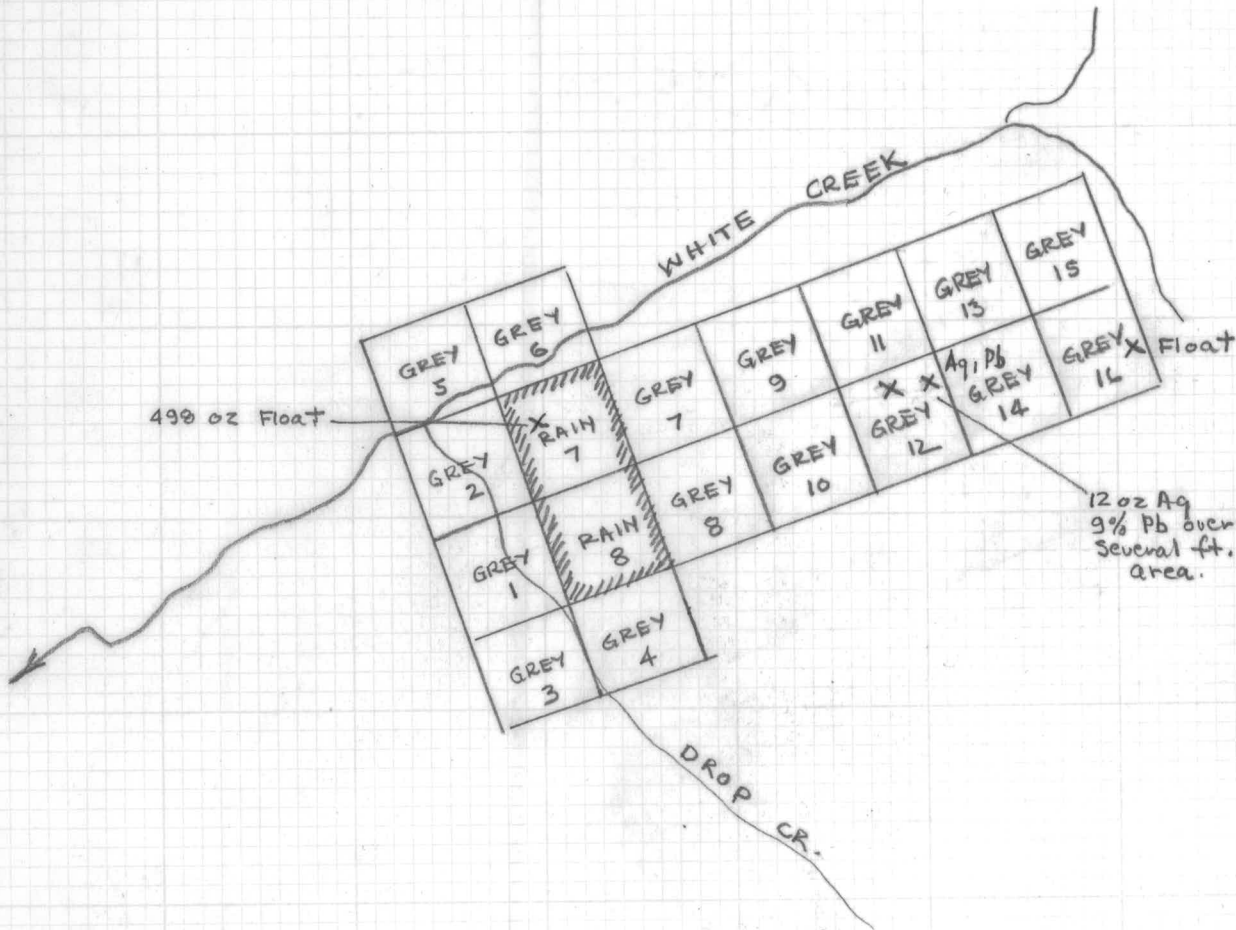 WHITE CREEK
GREY
15
GREY
13
GREY
11
GREY
6
GREY
5
GREY
9
GREY
7
Float
GREY
16
Ag, Pb
GREY
14
498 oz Float
RAIN
7
GREY
12
GREY
2
GREY
10
GREY
8
12 oz Ag
9% Pb over
Several ft.
area.
RAIN
8
GREY
1
GREY
4
GREY
3
DROP CR.